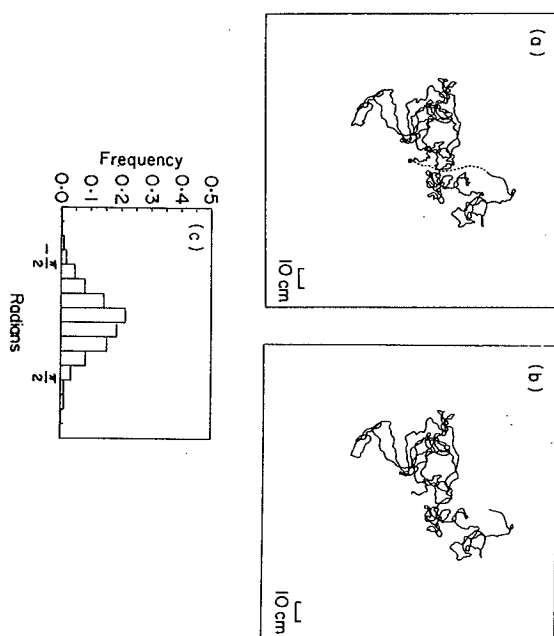 (a)
10 cm
(b)
10 cm
(c)
Frequency
0·5
0·4
0·3
0·2
0·1
0·0
−π/2
π/2
Radians